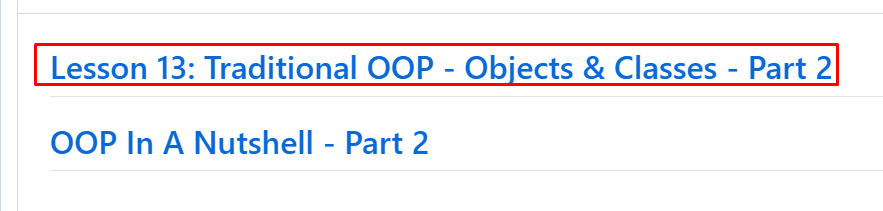 Lesson 13: Traditional OOP - Objects & Classes - Part 2
OOP In A Nutshell - Part 2